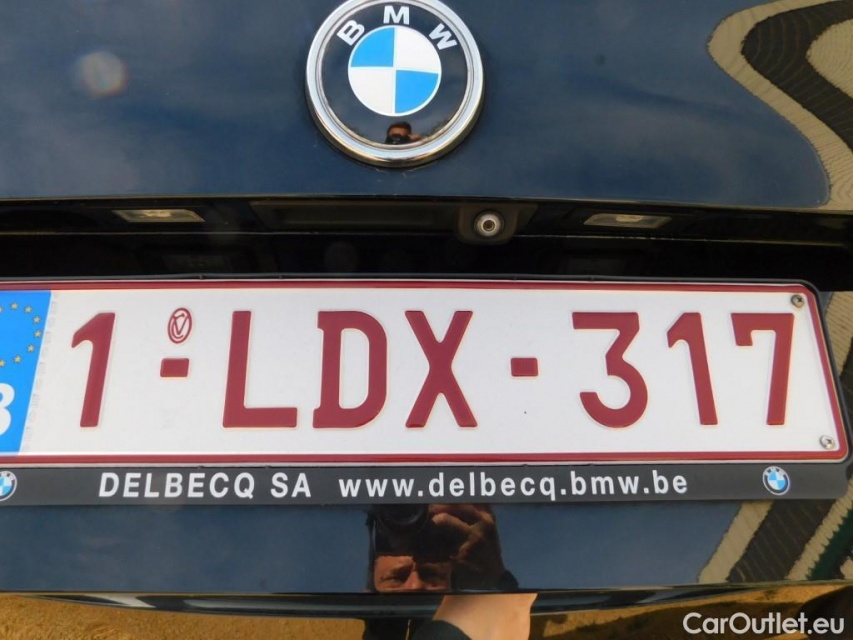 BMW
B
1-LDX-317
DELBECQ SA www.delbecq.bmw.be
CarOutlet.eu